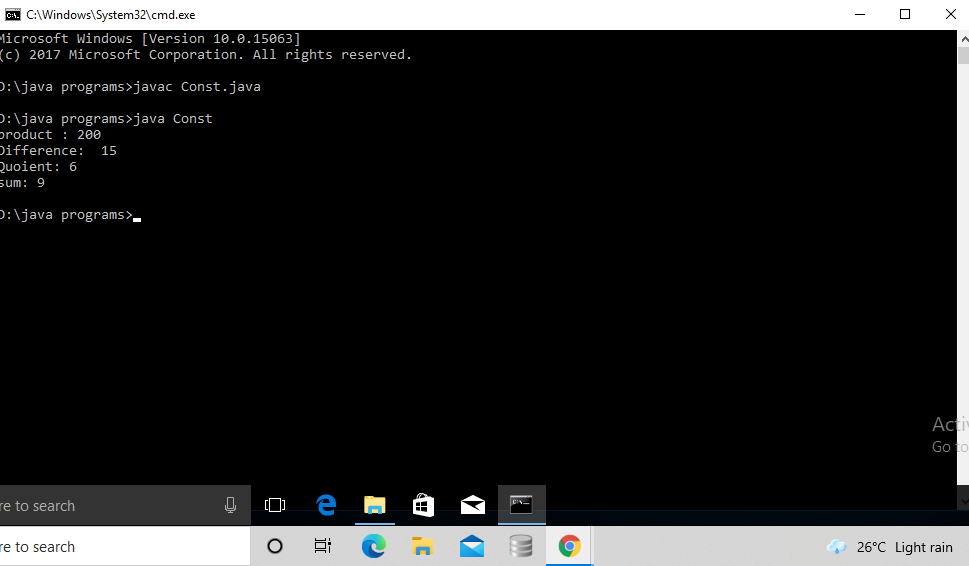 C:\Windows\System32\cmd.exe
Microsoft Windows [Version 10.0.15063]
(c) 2017 Microsoft Corporation. All rights reserved.
D:\java programs>javac Const.java
D:\java programs>java Const
product : 200
Difference:  15
Quoient: 6
sum: 9
D:\java programs>
Acti
Go to
re to search
re to search
26°C Light rain